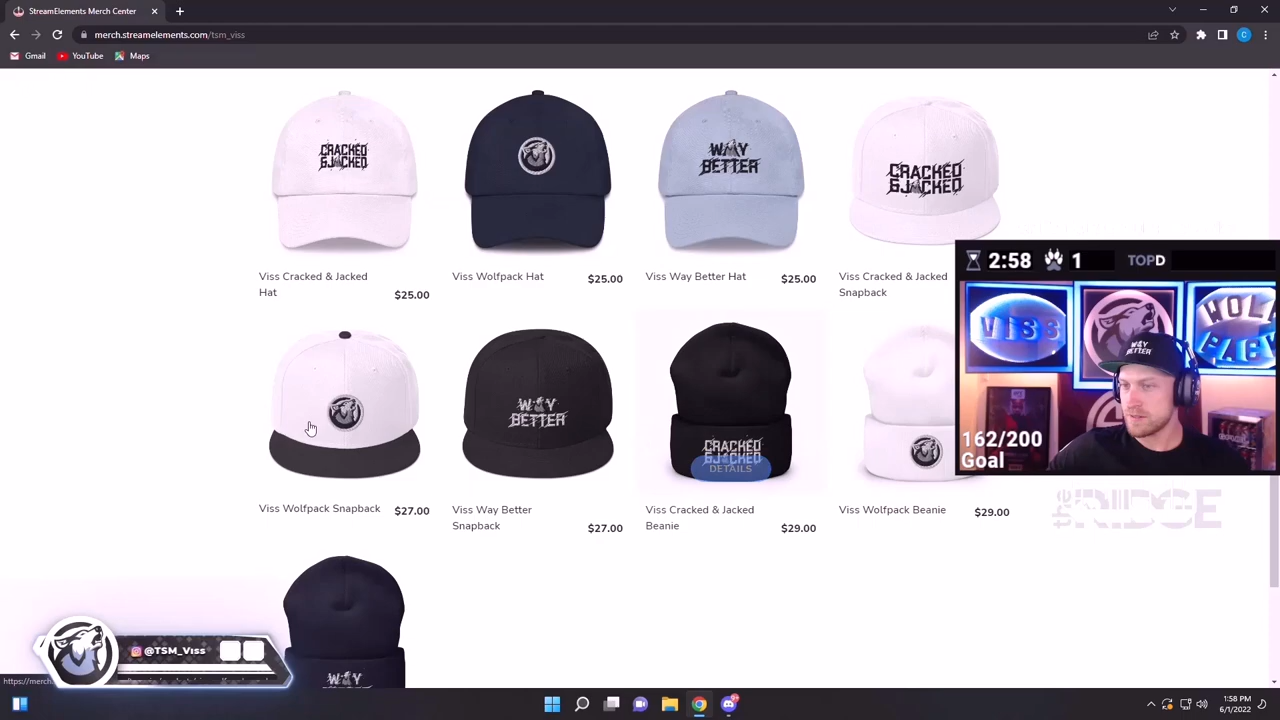 StreamElements Merch Center
merch.streamelements.com/tsm_viss
C
Gmail
YouTube
Maps
CRACKED
& JACKED
WAY
BETTER
CRACKED
& JACKED
Viss Cracked & Jacked
Hat
$25.00
Viss Wolfpack Hat
$25.00
Viss Way Better Hat
$25.00
Viss Cracked & Jacked
Snapback
2:58
1
TOPD
VISS
WAY
BETTER
162/200
Goal
WAY
BETTER
CRACKED
& JACKED
DETAILS
Viss Wolfpack Snapback
$27.00
Viss Way Better
Snapback
$27.00
Viss Cracked & Jacked
Beanie
$29.00
Viss Wolfpack Beanie
$29.00
the RIDGE
WAY
@TSM_Viss
https://merch.
1:58 PM
6/1/2022